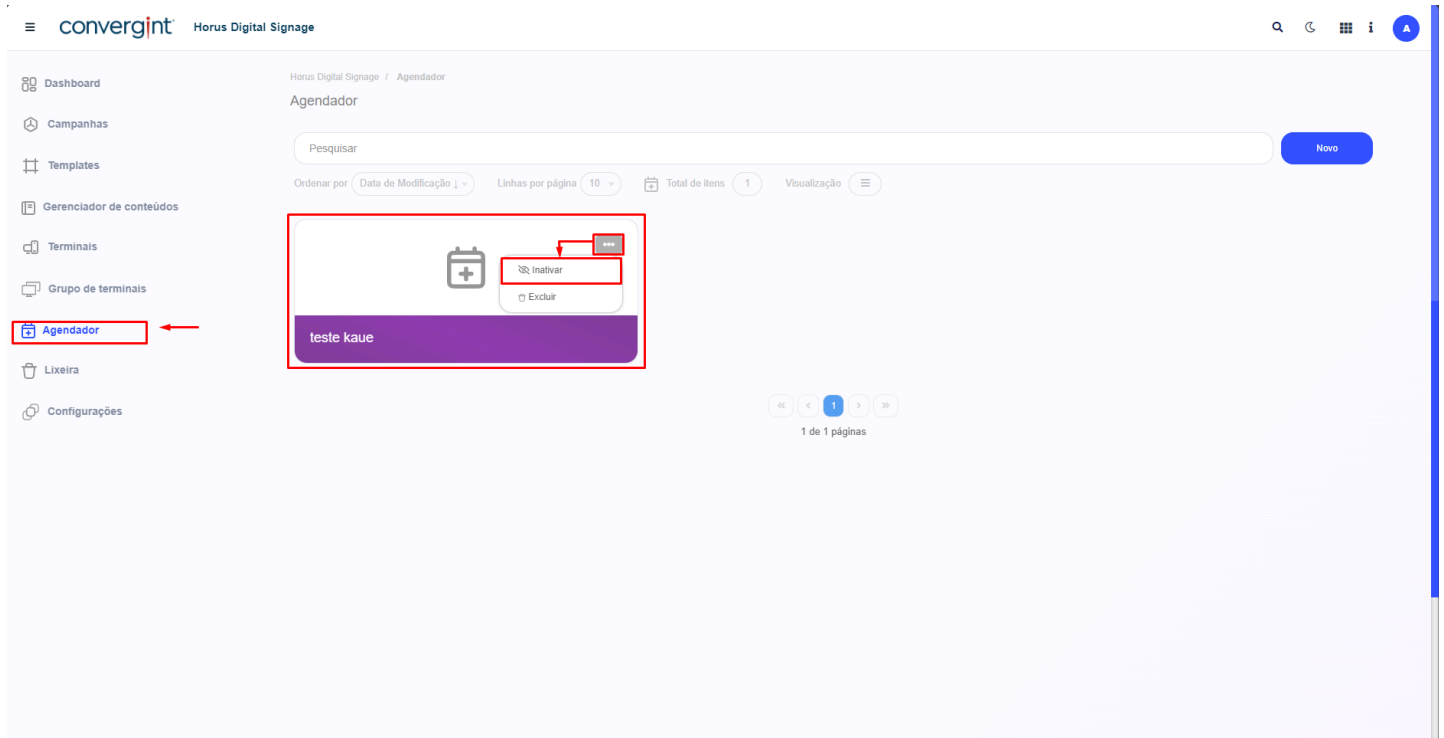 convergint Horus Digital Signage
i
A
Dashboard
Campanhas
Templates
Gerenciador de conteúdos
Terminais
Grupo de terminais
Agendador
Lixeira
Configurações
Horus Digital Signage / Agendador
Agendador
Pesquisar
Novo
Ordenar por Data de Modificação ↓ Linhas por página 10 Total de itens 1 Visualização
Inativar
Excluir
teste kaue
« ‹ 1 › »
1 de 1 páginas